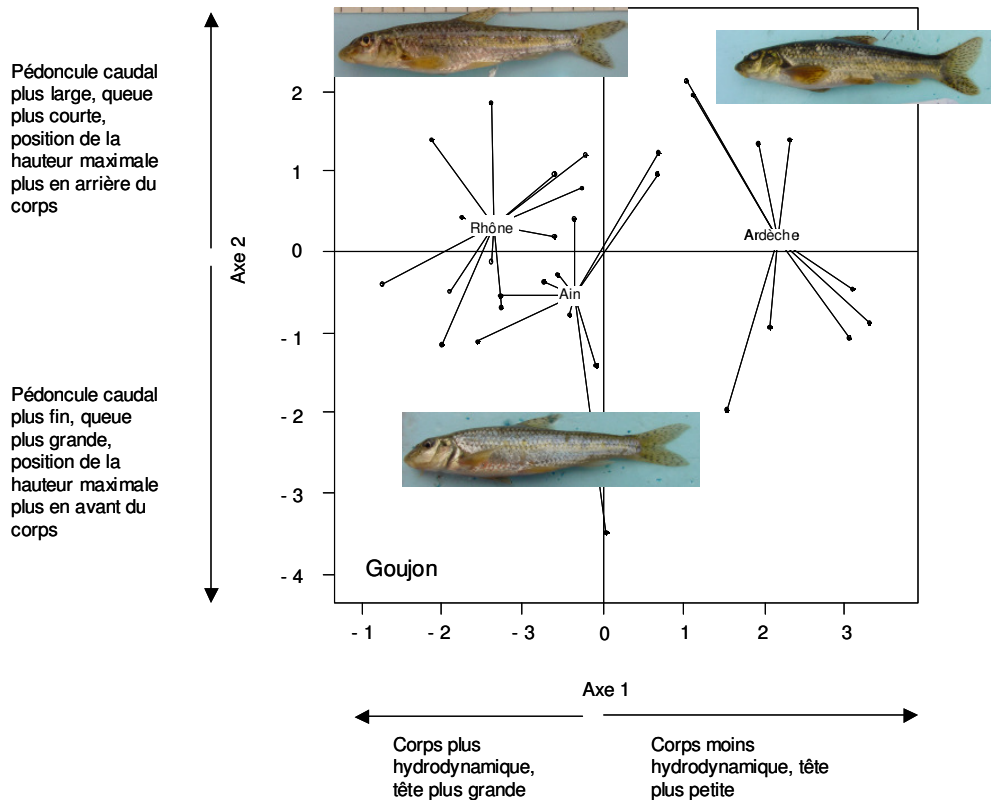 Pédoncule caudal
plus large, queue
plus courte,
position de la
hauteur maximale
plus en arrière du
corps
Pédoncule caudal
plus fin, queue
plus grande,
position de la
hauteur maximale
plus en avant du
corps
Axe 2
2
1
0
- 1
- 2
- 3
- 4
Rhône
Ain
Ardèche
Goujon
- 1
- 2
- 3
0
1
2
3
Axe 1
Corps plus
hydrodynamique,
tête plus grande
Corps moins
hydrodynamique, tête
plus petite